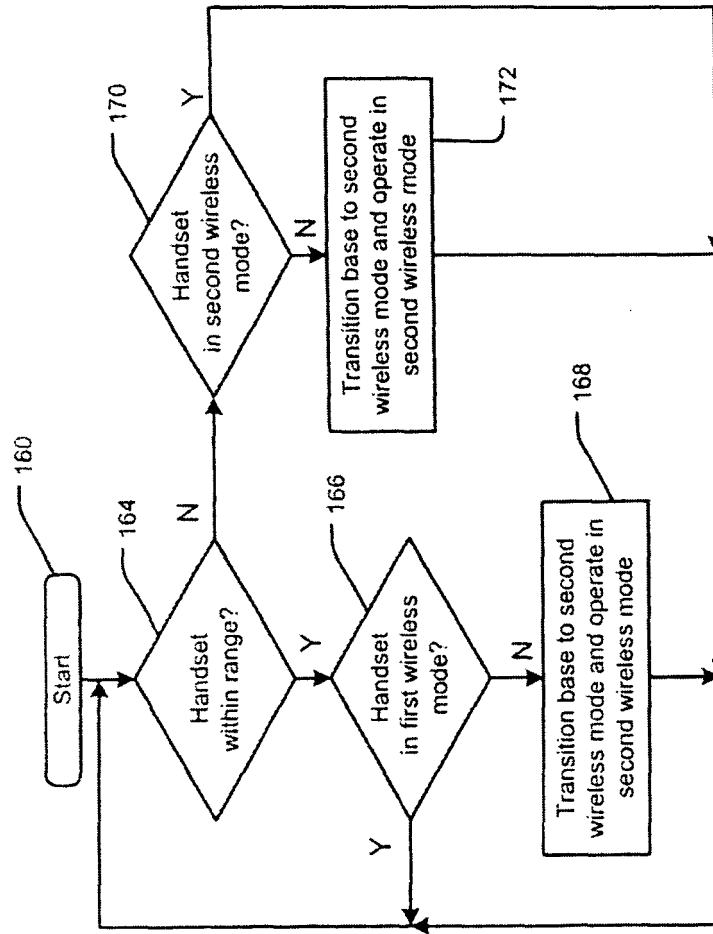 Start
160
Handset
within range?
164
N
Y
Handset
in second wireless
mode?
170
Y
N
Transition base to second
wireless mode and operate in
second wireless mode
172
Handset
in first wireless
mode?
166
Y
N
Transition base to second
wireless mode and operate in
second wireless mode
168